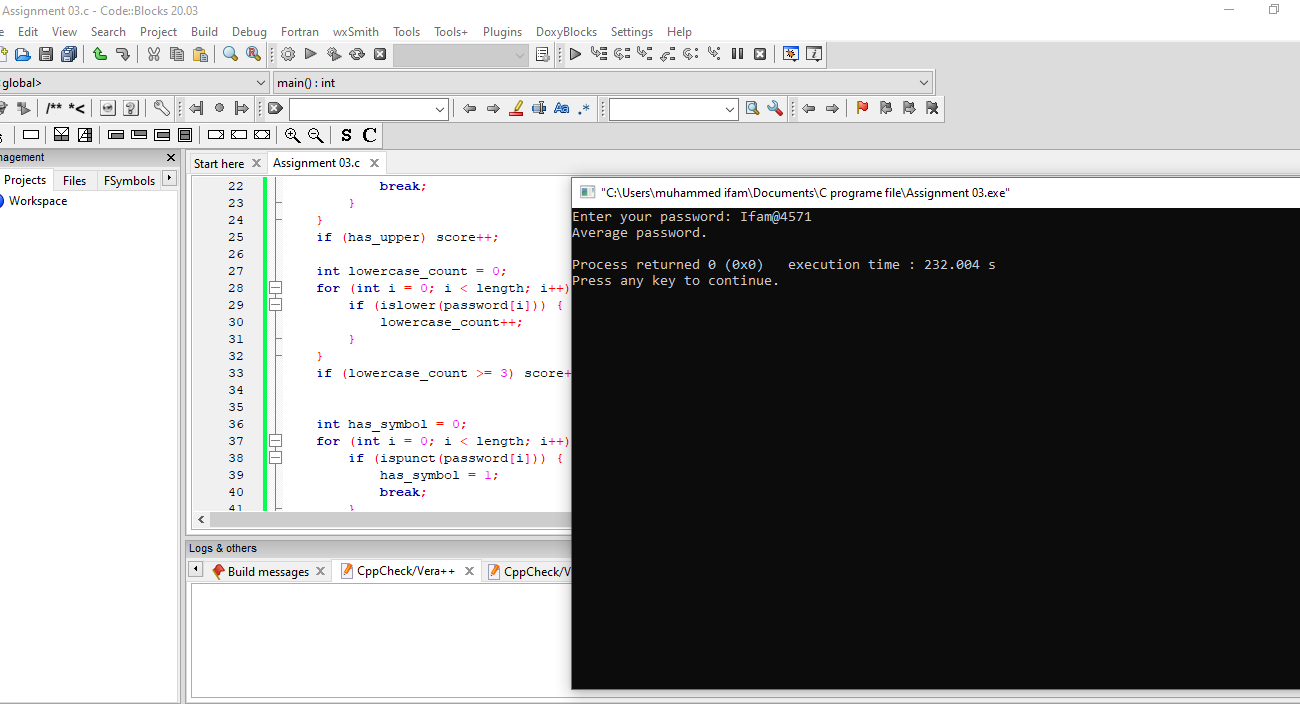 Assignment 03.c - Code::Blocks 20.03
Edit View Search Project Build Debug Fortran wxSmith Tools Tools+ Plugins DoxyBlocks Settings Help
global> main() : int
/** *<
Aa .*
S C
nagement
Projects Files FSymbols
Workspace
Start here Assignment 03.c
22 break;
23 }
24 }
25 if (has_upper) score++;
26
27 int lowercase_count = 0;
28 for (int i = 0; i < length; i++)
29 if (islower(password[i])) {
30 lowercase_count++;
31 }
32 }
33 if (lowercase_count >= 3) score+
34
35
36 int has_symbol = 0;
37 for (int i = 0; i < length; i++)
38 if (ispunct(password[i])) {
39 has_symbol = 1;
40 break;
41 }
"C:\Users\muhammed ifam\Documents\C programe file\Assignment 03.exe"
Enter your password: Ifam@4571
Average password.
Process returned 0 (0x0) execution time : 232.004 s
Press any key to continue.
Logs & others
Build messages CppCheck/Vera++ CppCheck/V